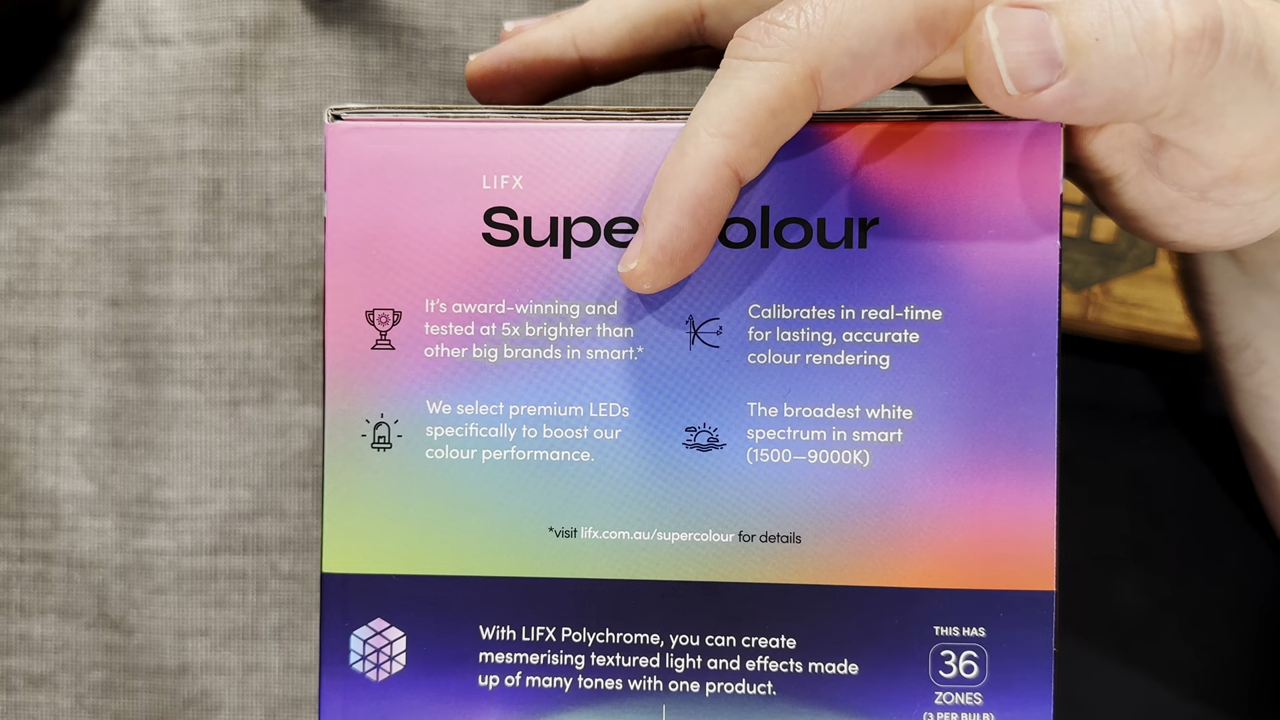 LIFX
Supe olour
It's award-winning and
tested at 5x brighter than
other big brands in smart.*
Calibrates in real-time
for lasting, accurate
colour rendering
We select premium LEDs
specifically to boost our
colour performance.
The broadest white
spectrum in smart
(1500—9000K)
*visit lifx.com.au/supercolour for details
With LIFX Polychrome, you can create
mesmerising textured light and effects made
up of many tones with one product.
THIS HAS
36
ZONES
(3 PER BULB)